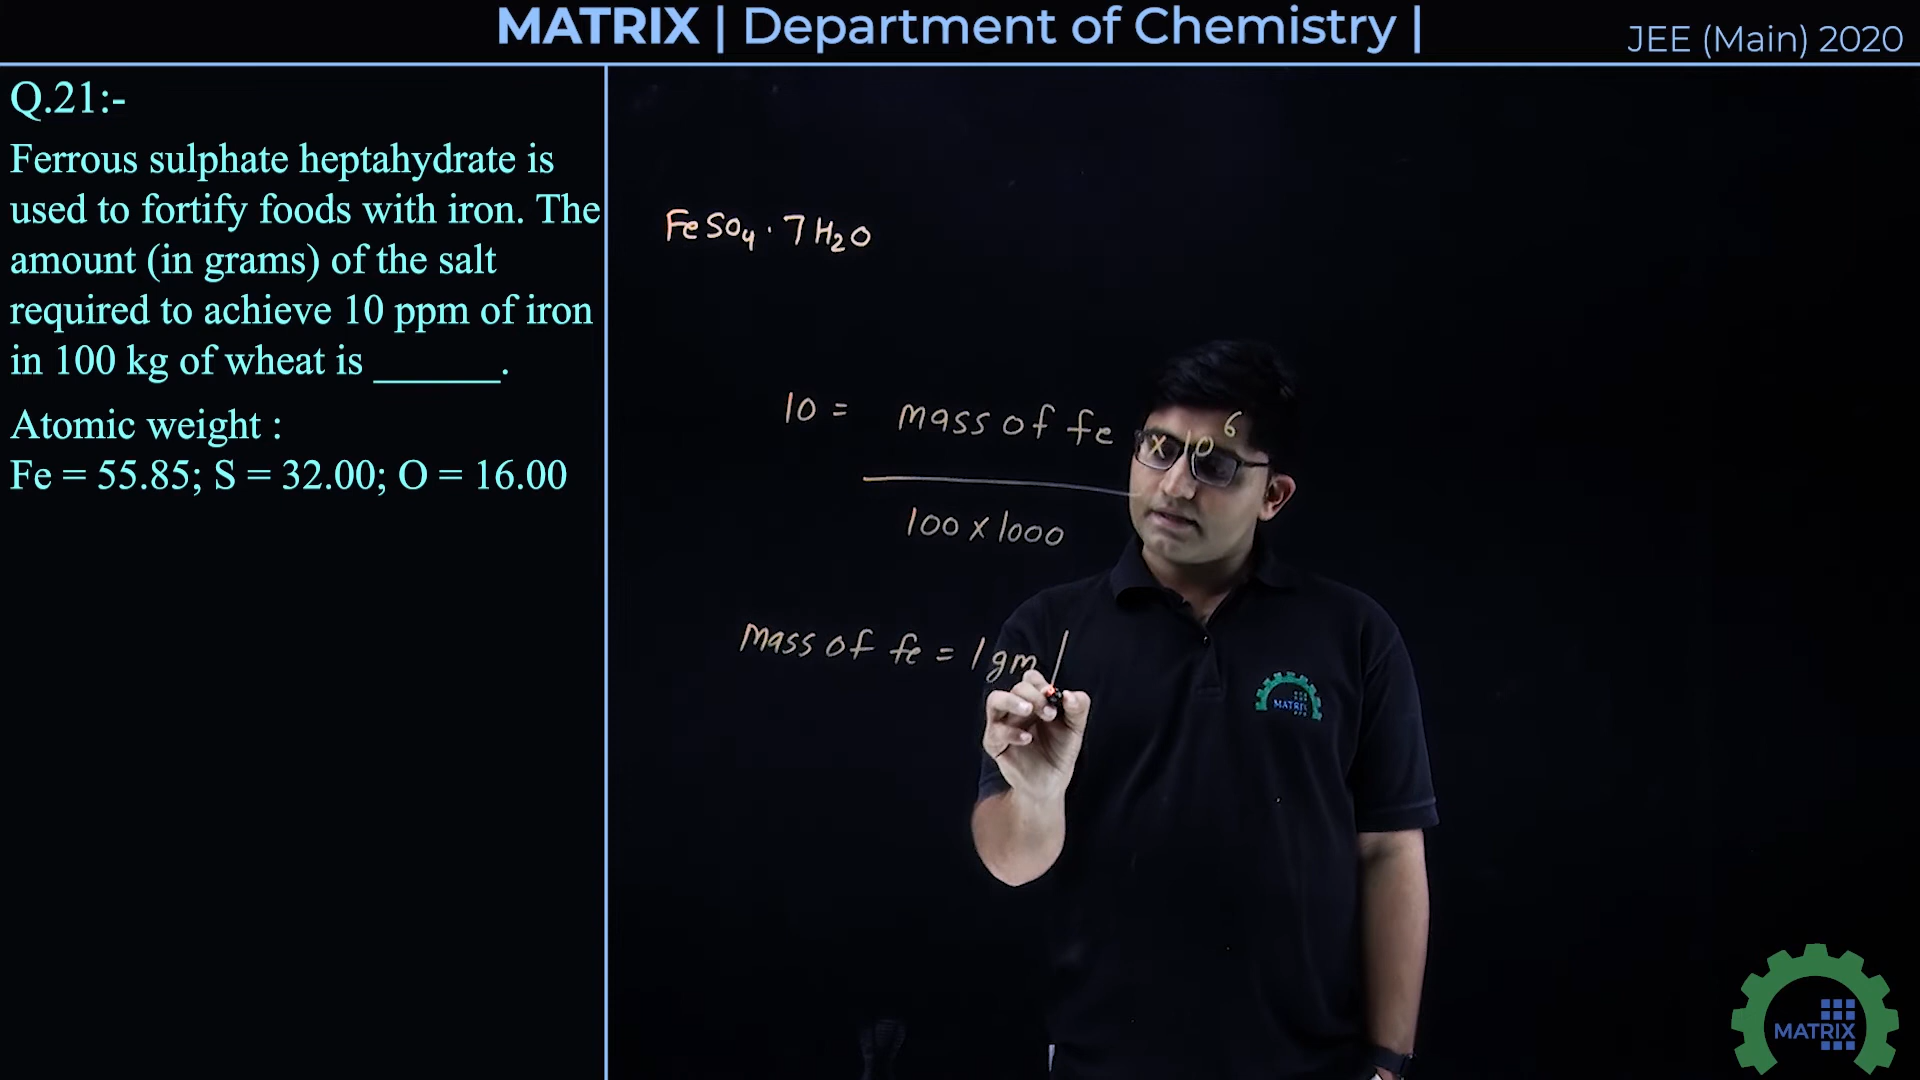 MATRIX | Department of Chemistry |
JEE (Main) 2020
Q.21:-
Ferrous sulphate heptahydrate is
used to fortify foods with iron. The
amount (in grams) of the salt
required to achieve 10 ppm of iron
in 100 kg of wheat is ______.
Atomic weight :
Fe = 55.85; S = 32.00; O = 16.00
FeSO₄ · 7H₂O
10 = mass of fe x 10⁶
100 x 1000
mass of fe = 1 gm
MATRIX
MATRIX